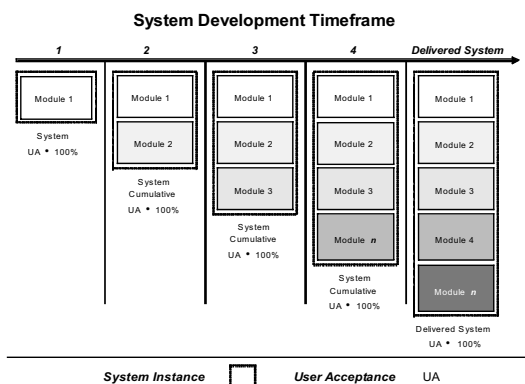 System Development Timeframe
1 2 3 4 Delivered System
Module 1
System
UA • 100%
Module 1
Module 2
System
Cumulative
UA • 100%
Module 1
Module 2
Module 3
System
Cumulative
UA • 100%
Module 1
Module 2
Module 3
Module n
System
Cumulative
UA • 100%
Module 1
Module 2
Module 3
Module 4
Module n
Delivered System
UA • 100%
System Instance User Acceptance UA